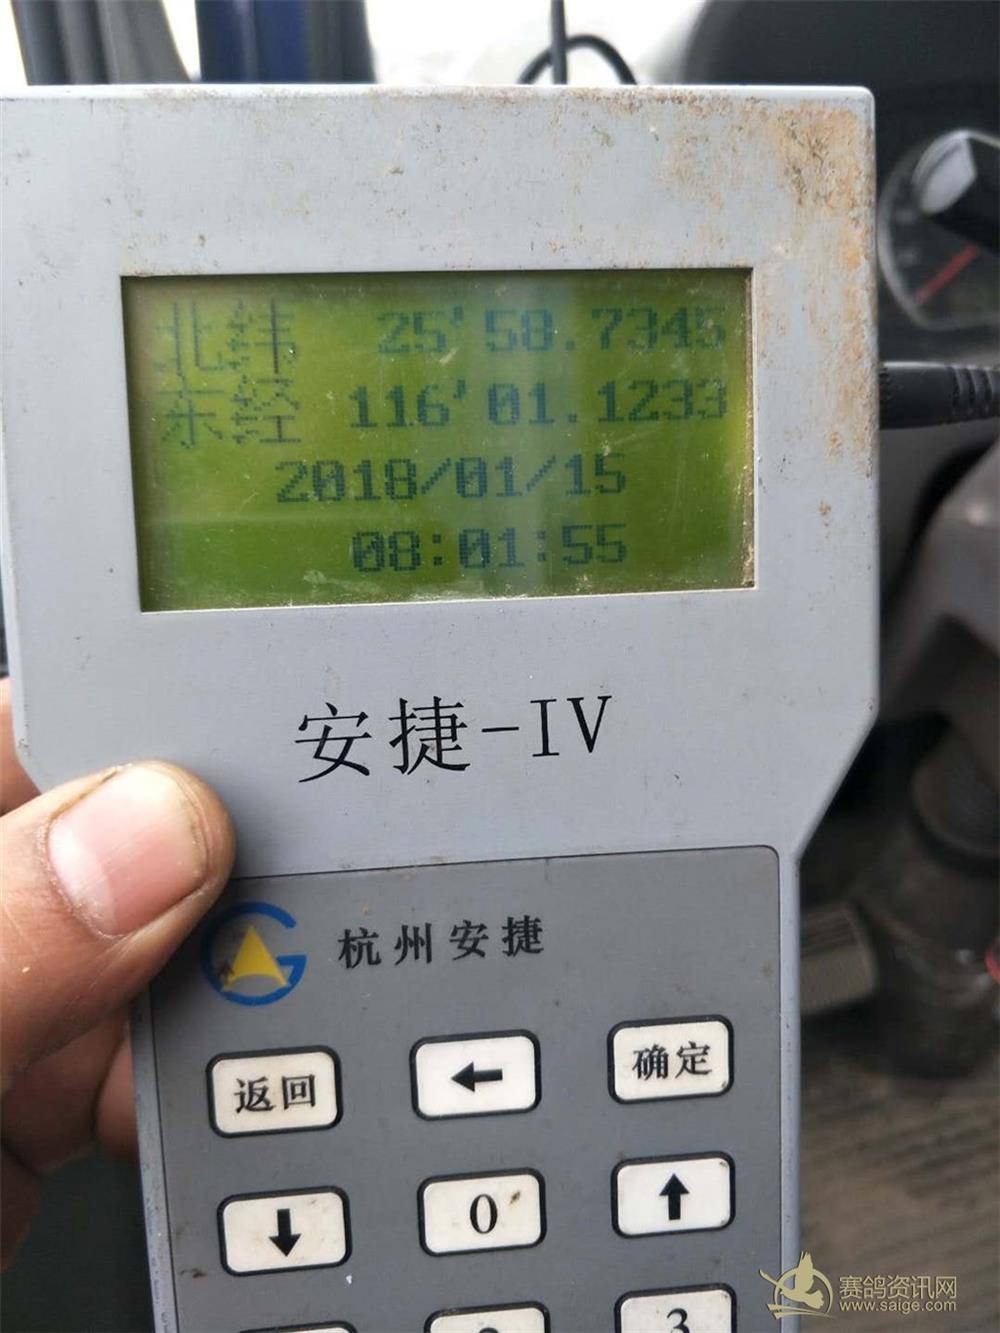 北纬 25'50.7345
东经 116'01.1233
2018/01/15
08:01:55
安捷-IV
杭州安捷
返回 ← 确定
↓ 0 ↑
3
赛鸽资讯网
www.saige.com